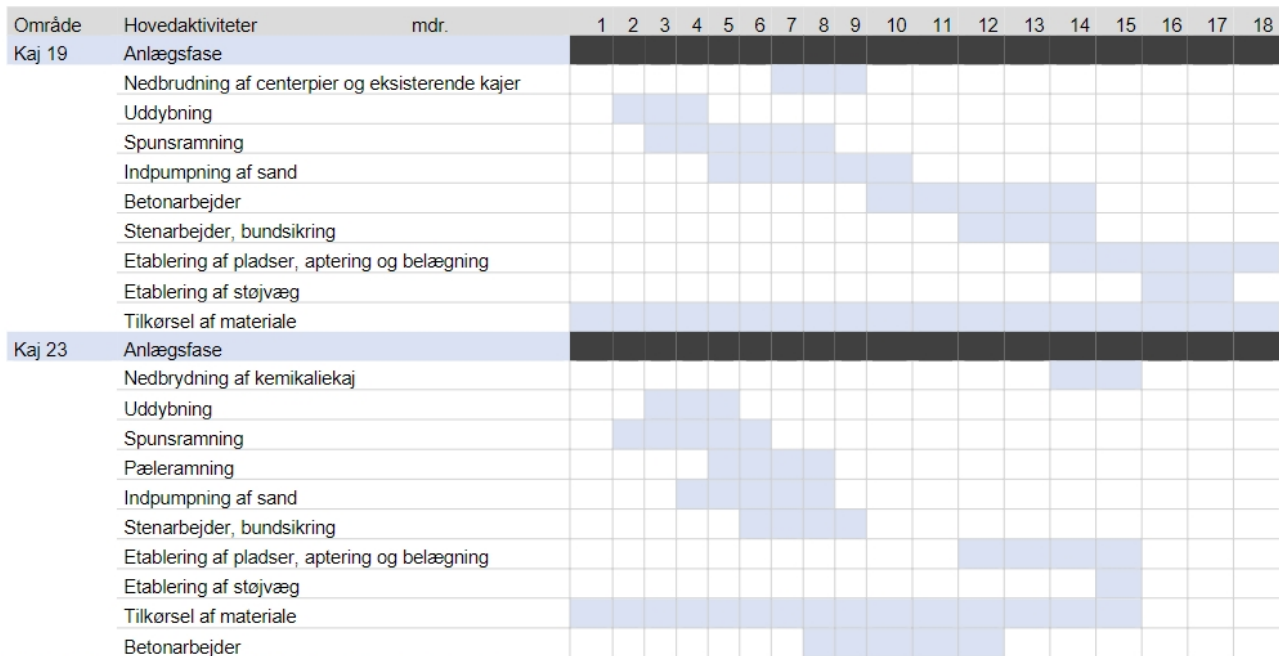 Område Hovedaktiviteter mdr. 1 2 3 4 5 6 7 8 9 10 11 12 13 14 15 16 17 18
Kaj 19 Anlægsfase
Nedbrudning af centerpier og eksisterende kajer
Uddybning
Spunsramning
Indpumpning af sand
Betonarbejder
Stenarbejder, bundsikring
Etablering af pladser, aptering og belægning
Etablering af støjvæg
Tilkørsel af materiale
Kaj 23 Anlægsfase
Nedbrydning af kemikaliekaj
Uddybning
Spunsramning
Pæleramning
Indpumpning af sand
Stenarbejder, bundsikring
Etablering af pladser, aptering og belægning
Etablering af støjvæg
Tilkørsel af materiale
Betonarbejder